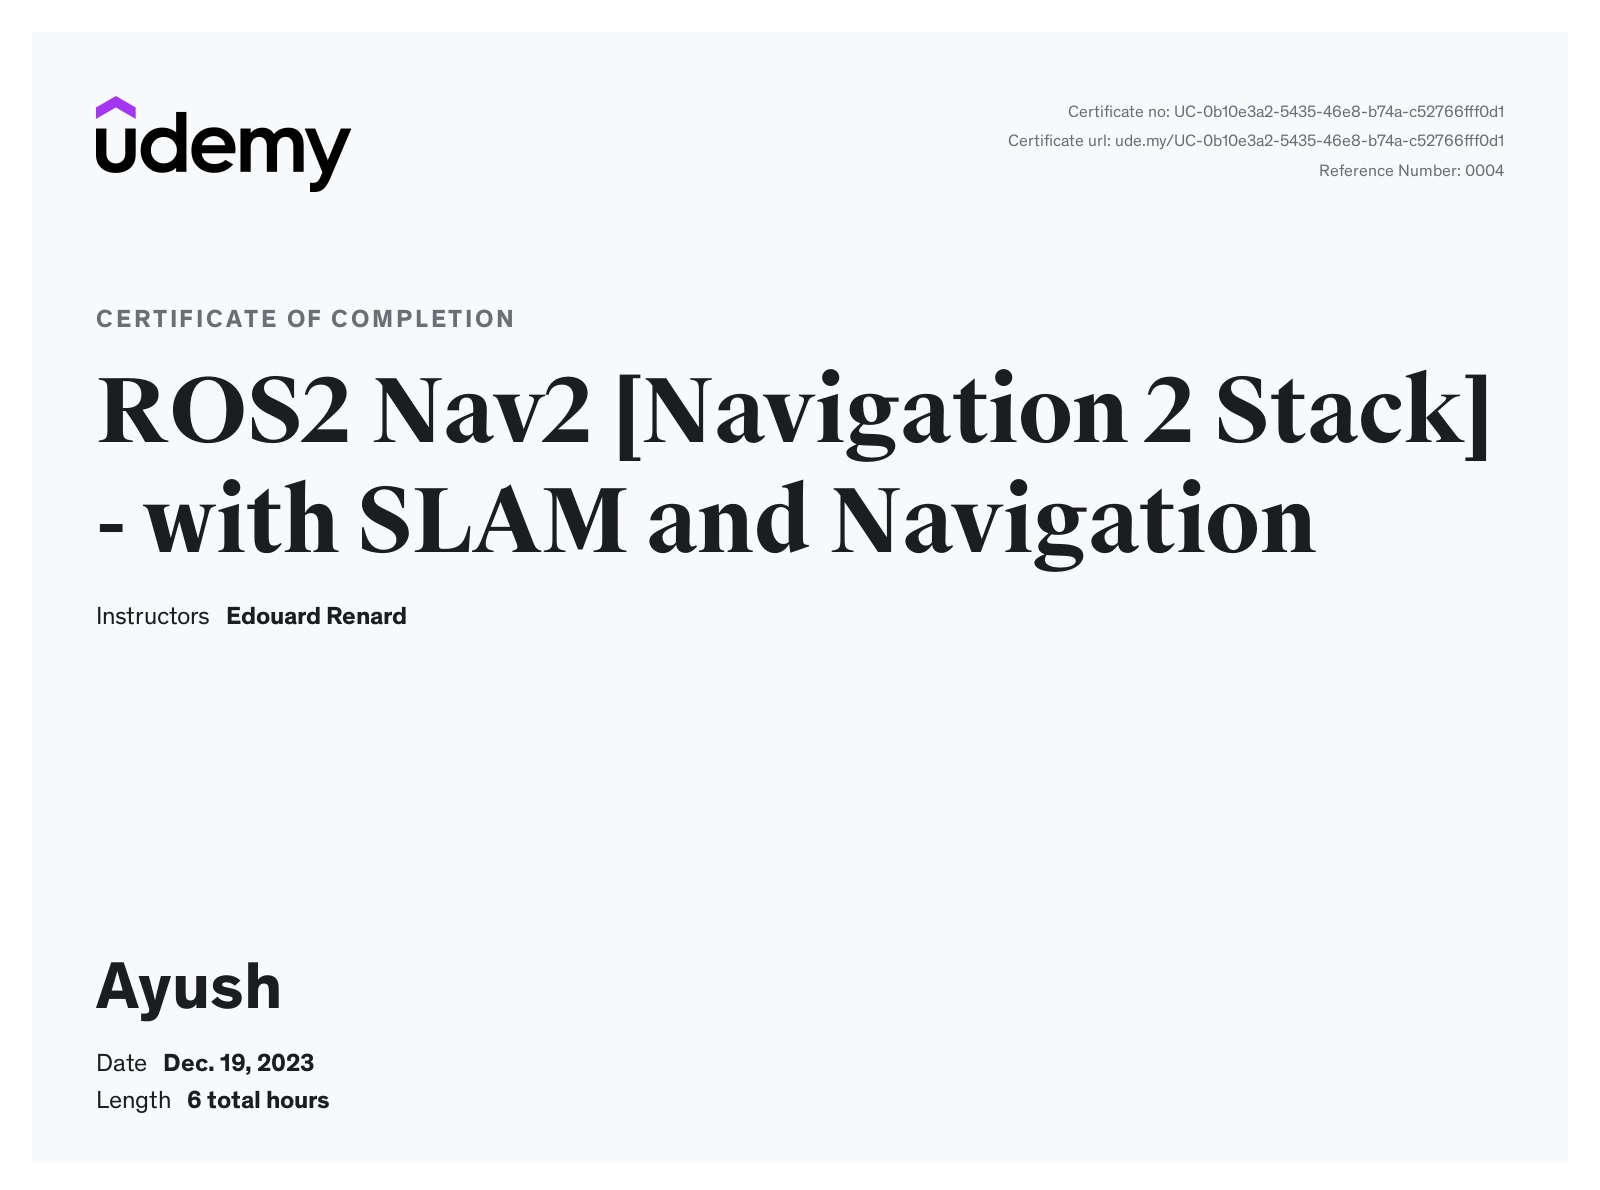 udemy
Certificate no: UC-0b10e3a2-5435-46e8-b74a-c52766fff0d1
Certificate url: ude.my/UC-0b10e3a2-5435-46e8-b74a-c52766fff0d1
Reference Number: 0004
CERTIFICATE OF COMPLETION
ROS2 Nav2 [Navigation 2 Stack]
- with SLAM and Navigation
Instructors Edouard Renard
Ayush
Date Dec. 19, 2023
Length 6 total hours